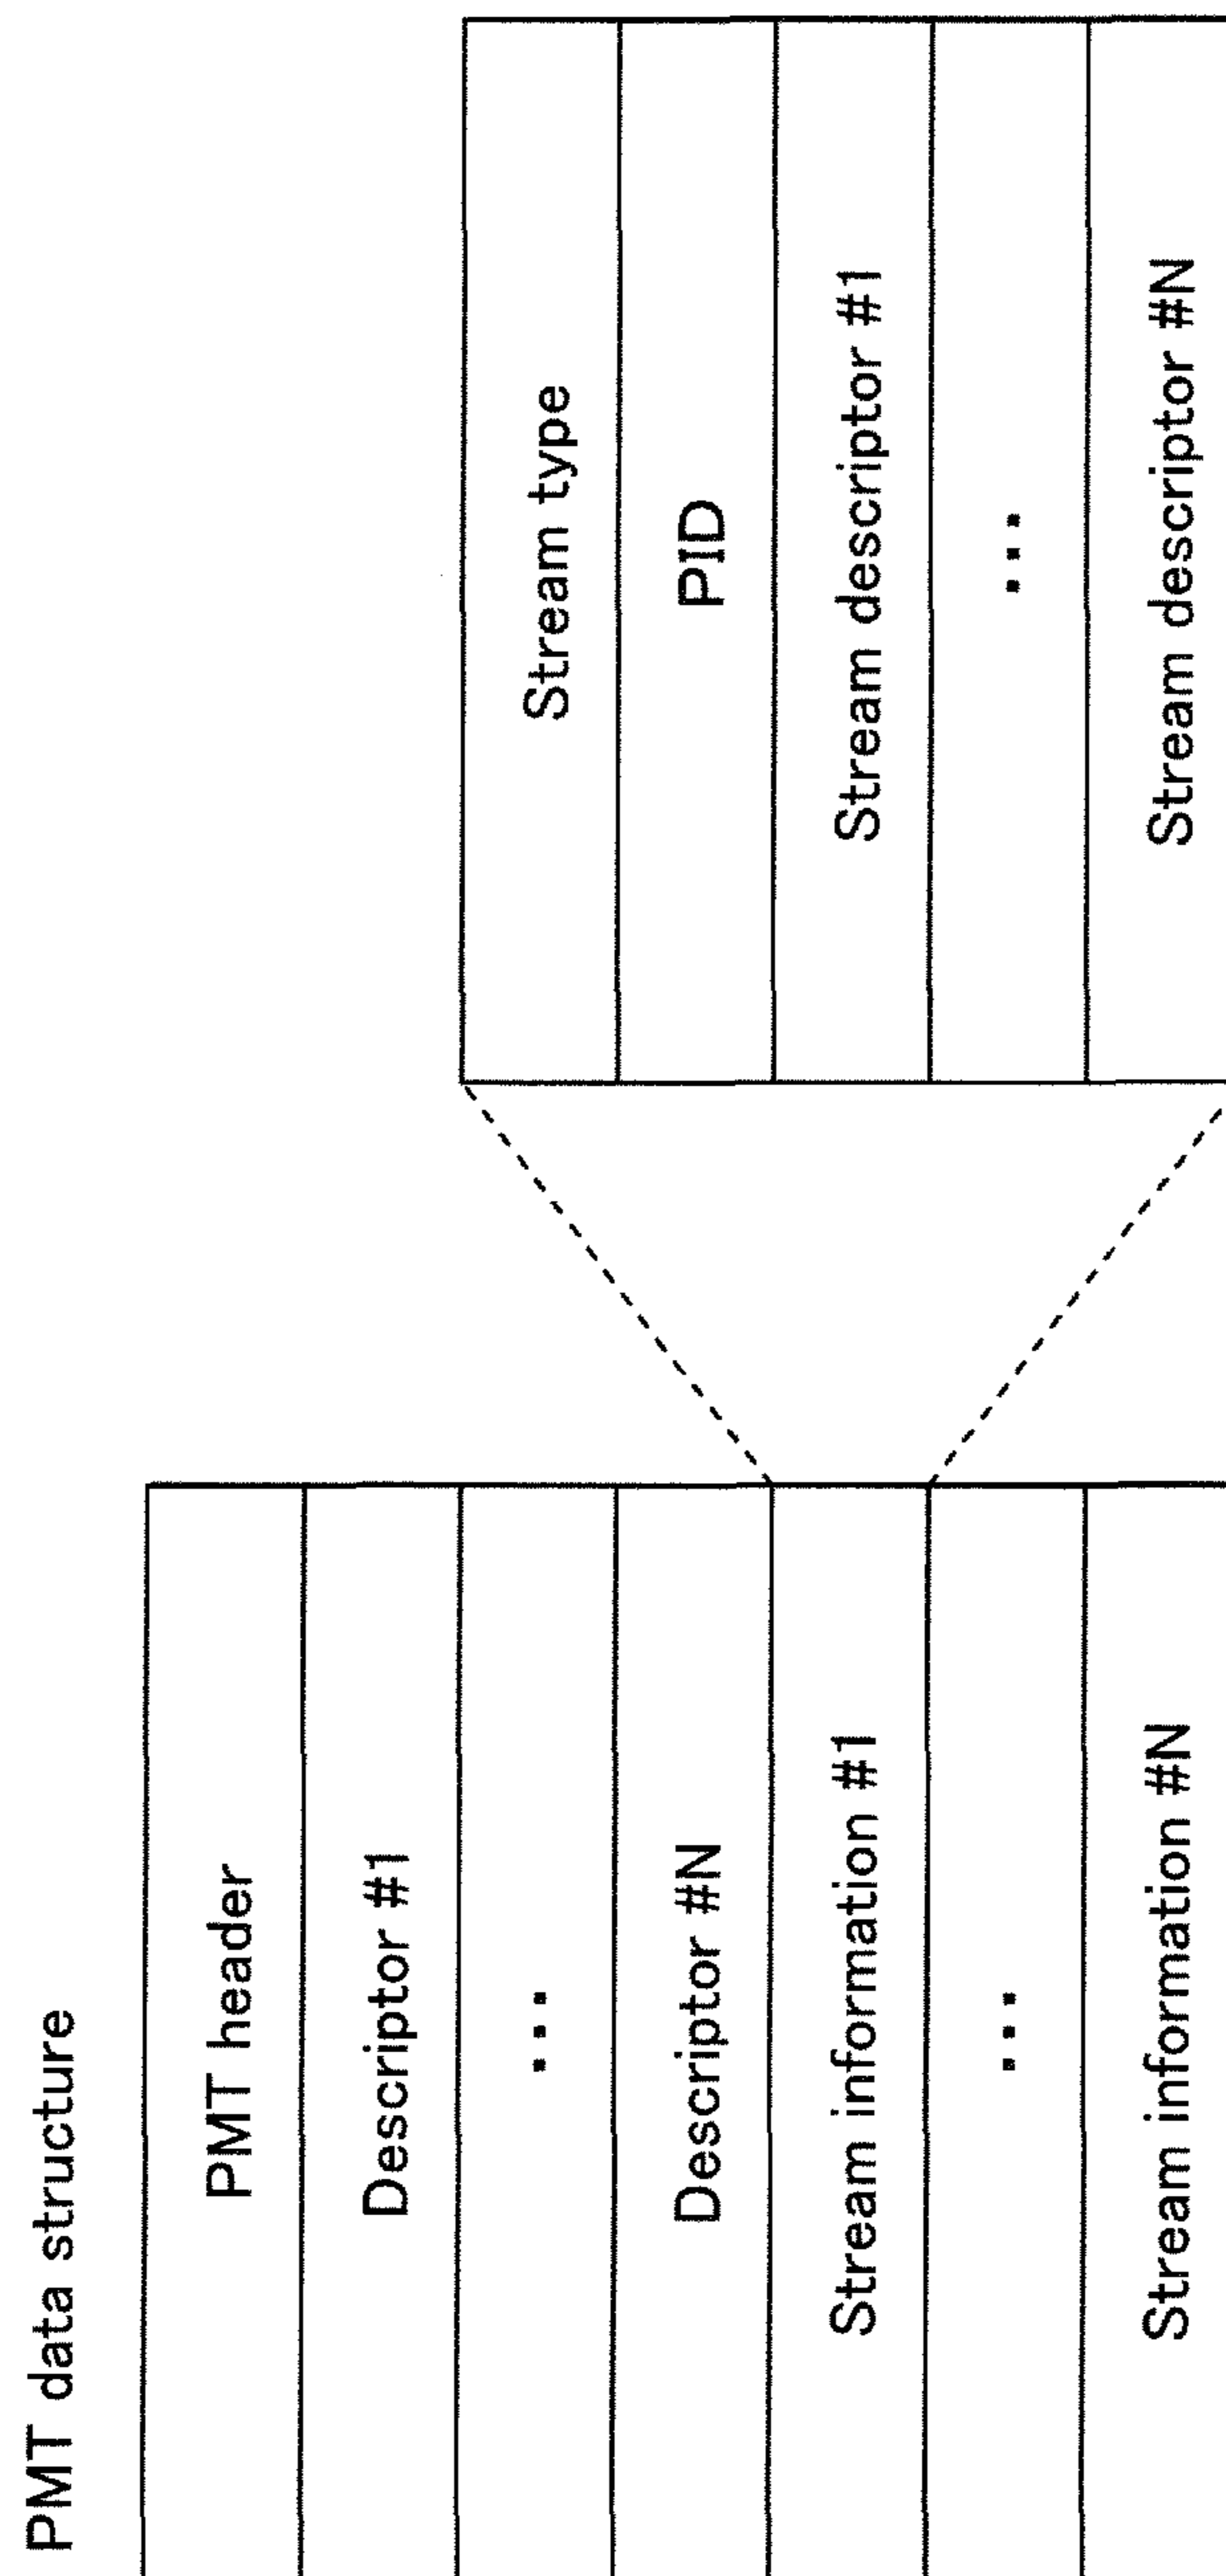 PMT data structure
PMT header
Descriptor #1
...
Descriptor #N
Stream information #1
...
Stream information #N
Stream type
PID
Stream descriptor #1
...
Stream descriptor #N